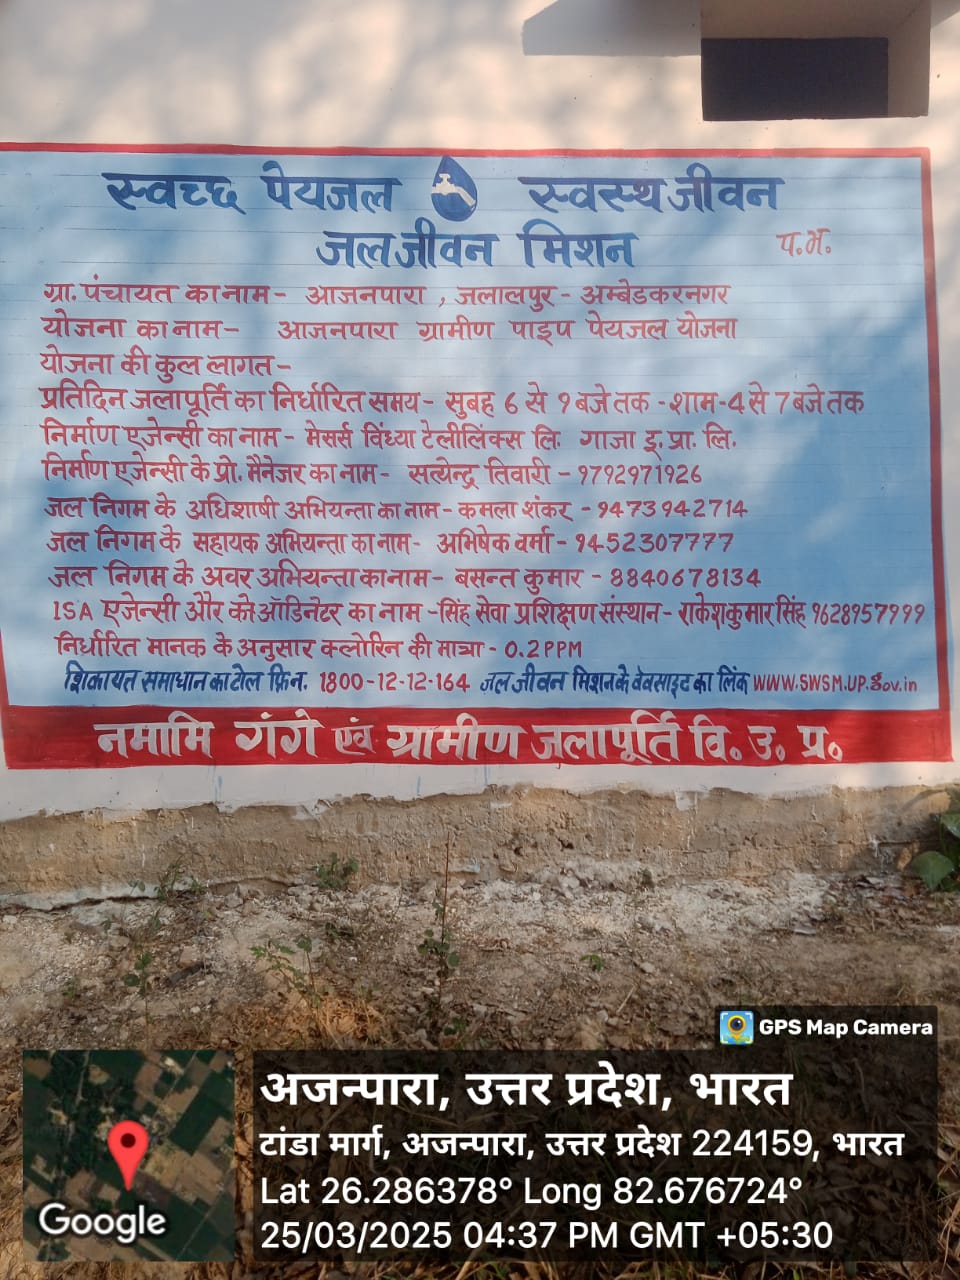 स्वच्छ पेयजल स्वस्थ जीवन
जल जीवन मिशन प.भ.
ग्रा. पंचायत का नाम- आजनपारा , जलालपुर - अम्बेडकरनगर
योजना का नाम- आजनपारा ग्रामीण पाइप पेयजल योजना
योजना की कुल लागत-
प्रतिदिन जलापूर्ति का निर्धारित समय- सुबह 6 से 9 बजे तक - शाम-4 से 7 बजे तक
निर्माण एजेन्सी का नाम - मेसर्स विंध्या टेलीलिंक्स लि. गाजा इ. प्रा. लि.
निर्माण एजेन्सी के प्रो. मैनेजर का नाम- सत्येन्द्र तिवारी - 9792971926
जल निगम के अधिशाषी अभियन्ता का नाम - कमला शंकर - 9473942714
जल निगम के सहायक अभियन्ता का नाम- अभिषेक वर्मा - 9452307777
जल निगम के अवर अभियन्ता का नाम- बसन्त कुमार - 8840678134
ISA एजेन्सी और को ऑडिनेटर का नाम -सिंह सेवा प्रशिक्षण संस्थान - राकेश कुमार सिंह 9628957999
निर्धारित मानक के अनुसार क्लोरिन की मात्रा - 0.2 PPM
शिकायत समाधान का टोल फ्रि न. 1800-12-12-164 जल जीवन मिशन के वेवसाइट का लिंक WWW.SWSM.UP.gov.in
नमामि गंगे एवं ग्रामीण जलापूर्ति वि. उ. प्र.
GPS Map Camera
अजन्पारा, उत्तर प्रदेश, भारत
टांडा मार्ग, अजन्पारा, उत्तर प्रदेश 224159, भारत
Lat 26.286378° Long 82.676724°
25/03/2025 04:37 PM GMT +05:30
Google